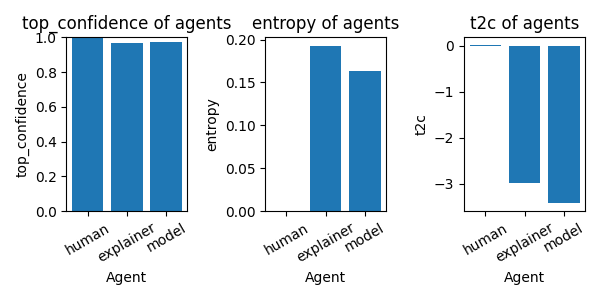 top_confidence of agents
top_confidence
1.0
0.8
0.6
0.4
0.2
0.0
human
explainer
model
Agent
entropy of agents
entropy
0.20
0.15
0.10
0.05
0.00
human
explainer
model
Agent
t2c of agents
t2c
0
−1
−2
−3
human
explainer
model
Agent